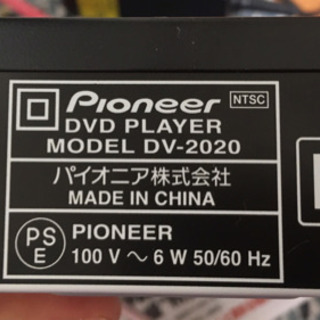 Pioneer NTSC
DVD PLAYER
MODEL DV-2020
パイオニア株式会社
MADE IN CHINA
PS
E
PIONEER
100 V ～ 6 W 50/60 Hz